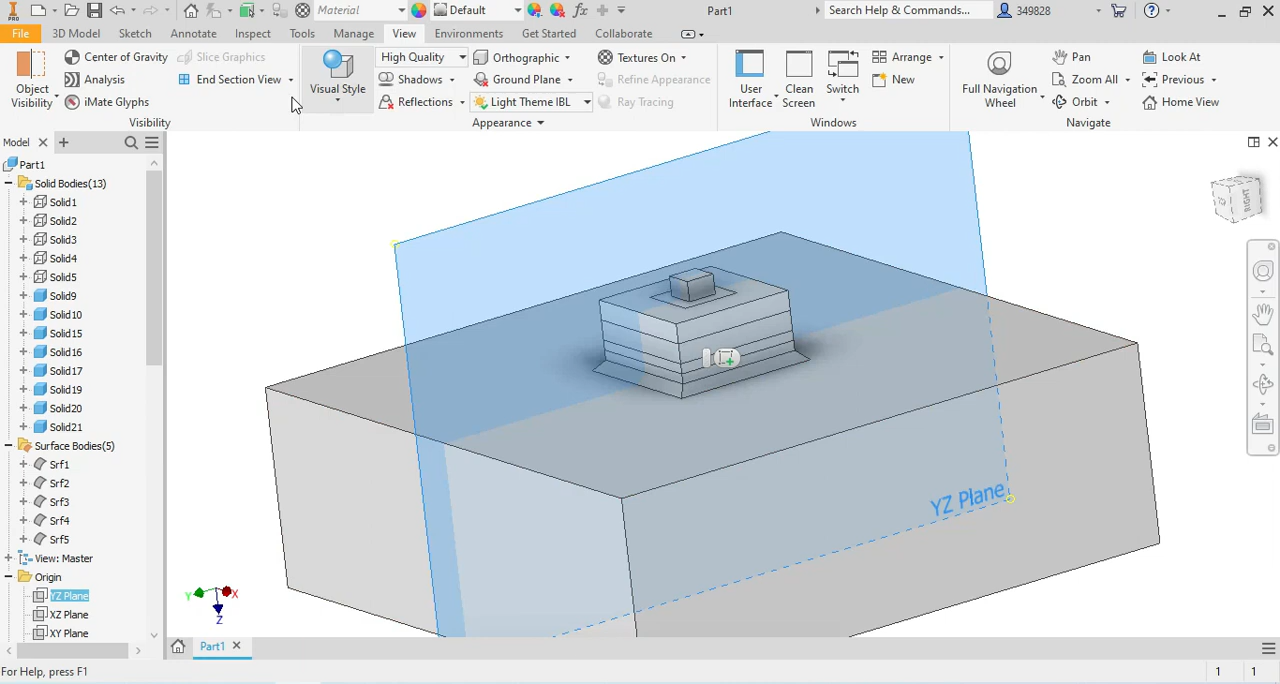 PRO
Material
Default
fx
Part1
Search Help & Commands...
349828
File
3D Model
Sketch
Annotate
Inspect
Tools
Manage
View
Environments
Get Started
Collaborate
Object
Visibility
Center of Gravity
Analysis
iMate Glyphs
Slice Graphics
End Section View
Visibility
Visual Style
High Quality
Shadows
Reflections
Orthographic
Ground Plane
Light Theme IBL
Textures On
Refine Appearance
Ray Tracing
Appearance
User
Interface
Clean
Screen
Switch
Arrange
New
Windows
Full Navigation
Wheel
Pan
Zoom All
Orbit
Look At
Previous
Home View
Navigate
Model
Part1
Solid Bodies(13)
Solid1
Solid2
Solid3
Solid4
Solid5
Solid9
Solid10
Solid15
Solid16
Solid17
Solid19
Solid20
Solid21
Surface Bodies(5)
Srf1
Srf2
Srf3
Srf4
Srf5
View: Master
Origin
YZ Plane
XZ Plane
XY Plane
RIGHT
YZ Plane
Y
X
Z
Part1
For Help, press F1
1
1